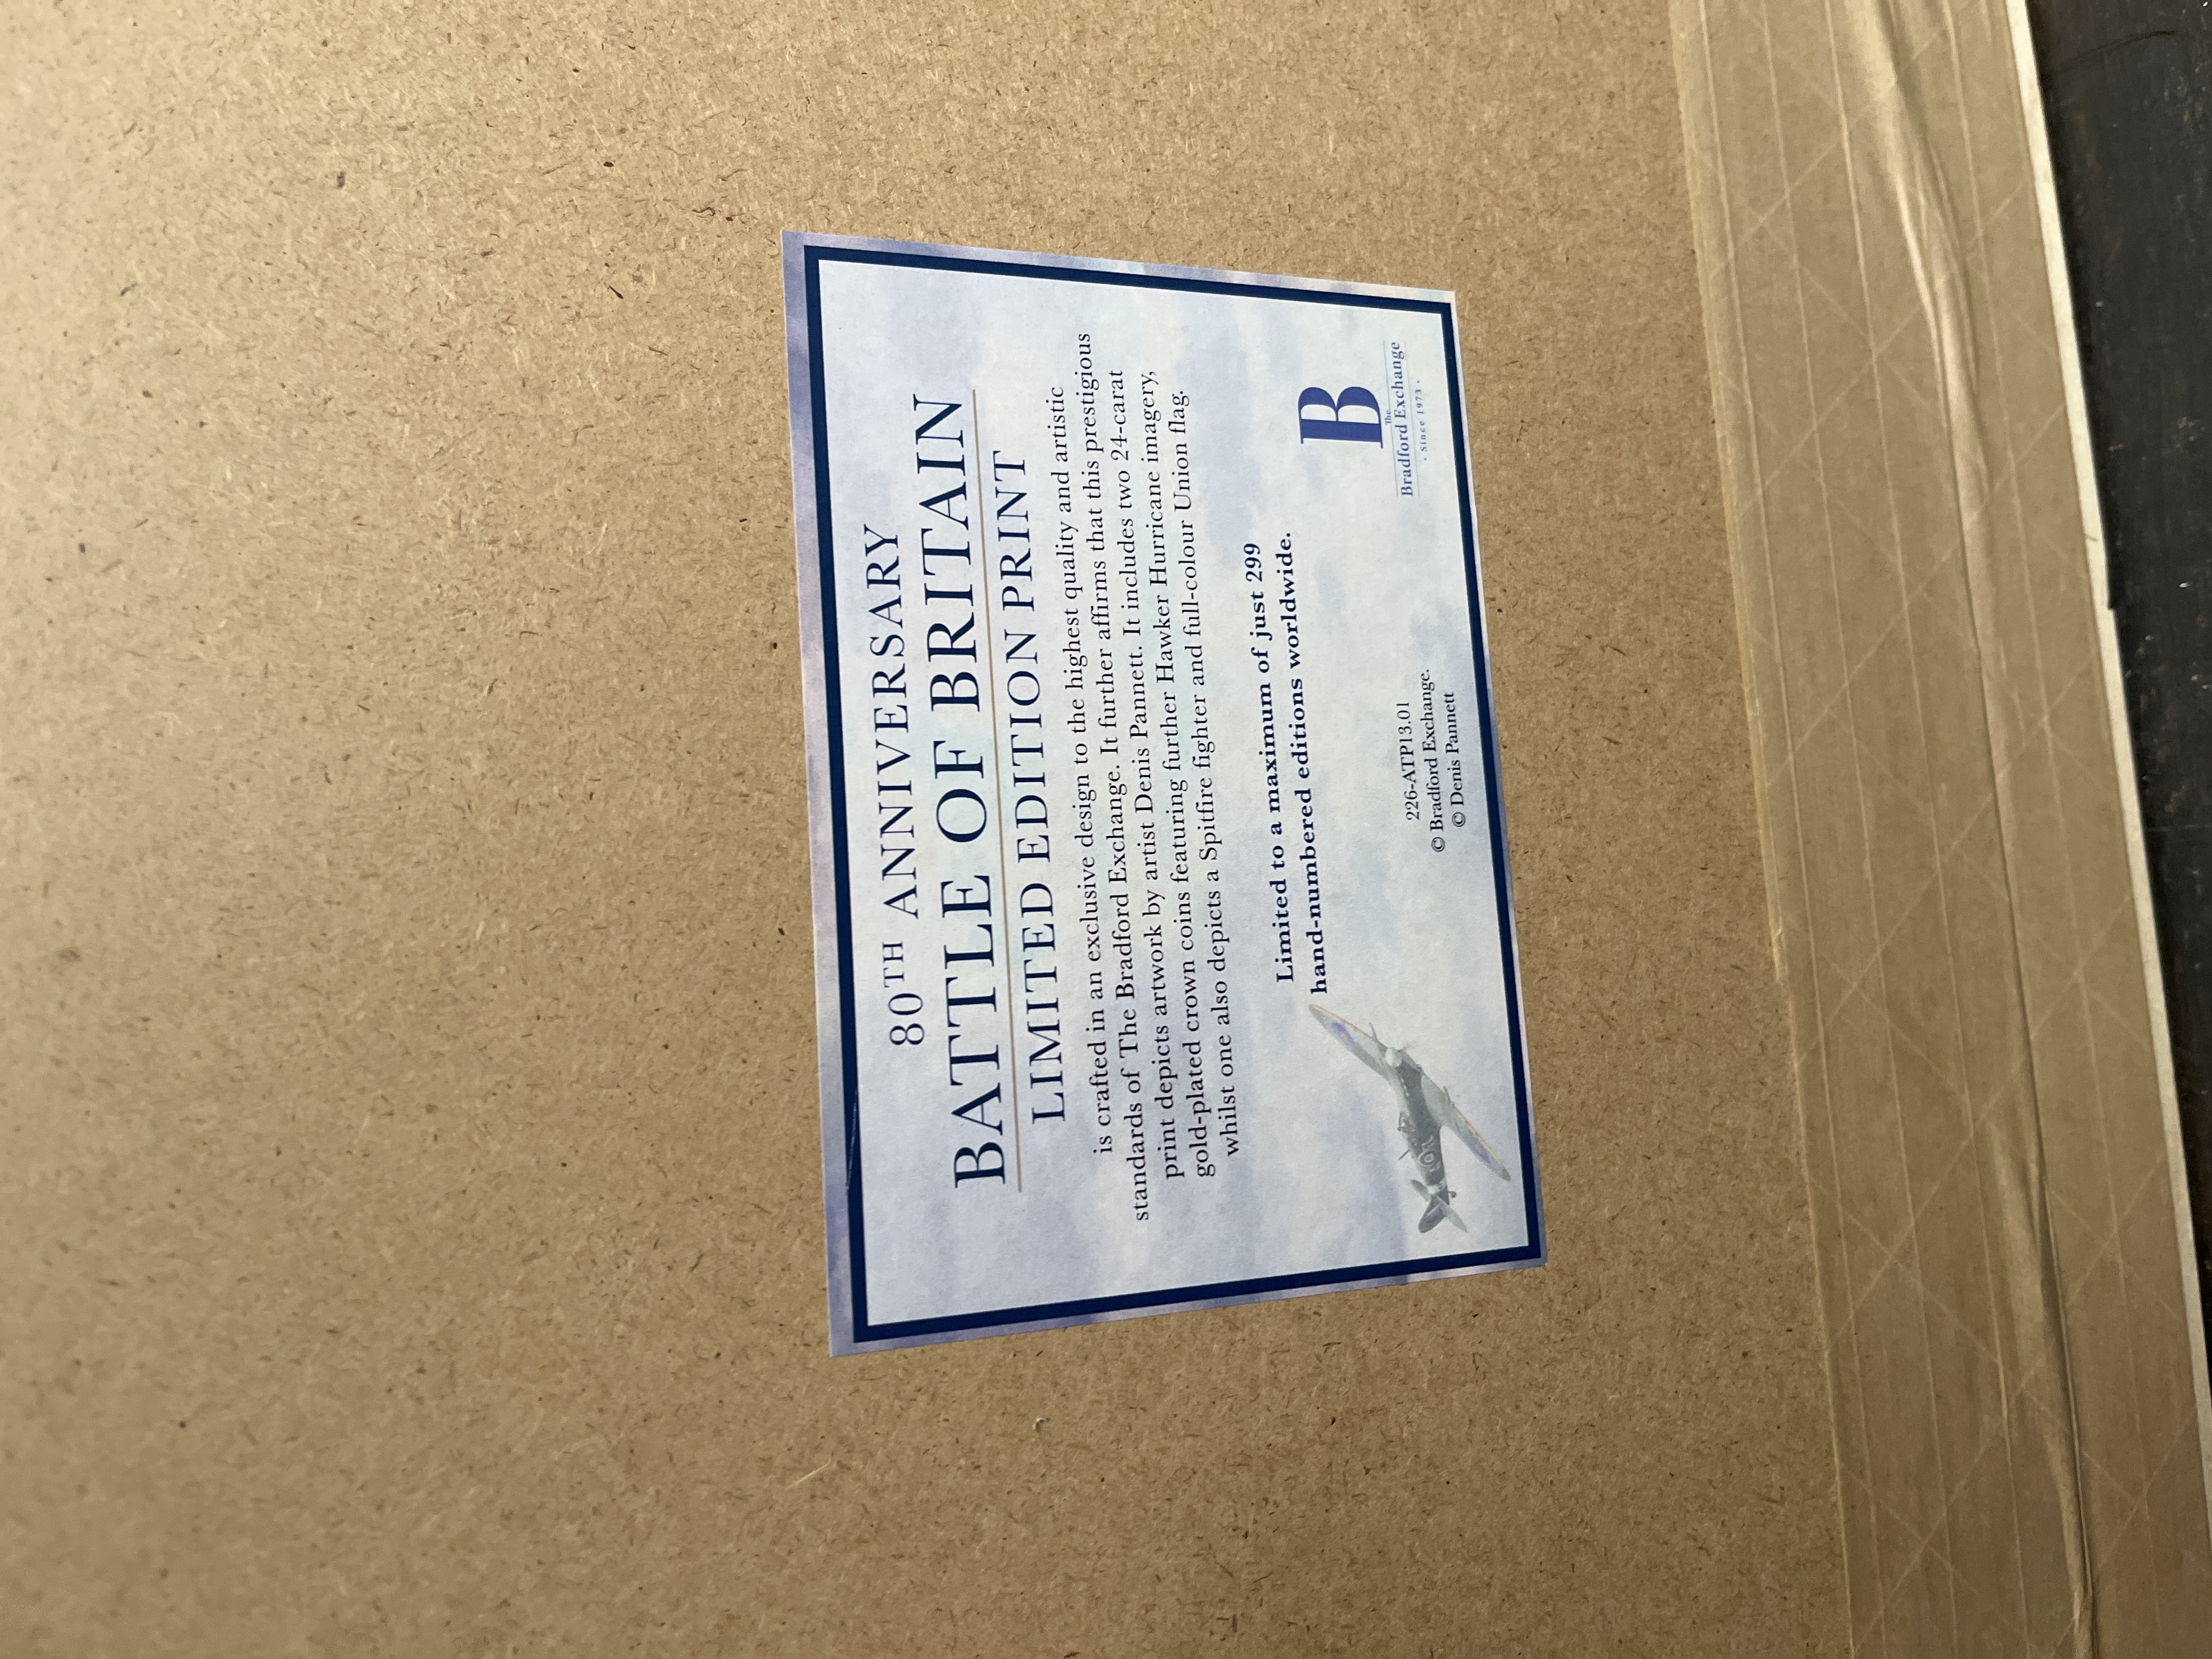 80TH ANNIVERSARY
BATTLE OF BRITAIN
LIMITED EDITION PRINT
is crafted in an exclusive design to the highest quality and artistic
standards of The Bradford Exchange. It further affirms that this prestigious
print depicts artwork by artist Denis Pannett. It includes two 24-carat
gold-plated crown coins featuring further Hawker Hurricane imagery,
whilst one also depicts a Spitfire fighter and full-colour Union flag.
Limited to a maximum of just 299
hand-numbered editions worldwide.
226-ATP13.01
© Bradford Exchange.
© Denis Pannett
B
The
Bradford Exchange
· Since 1973 ·